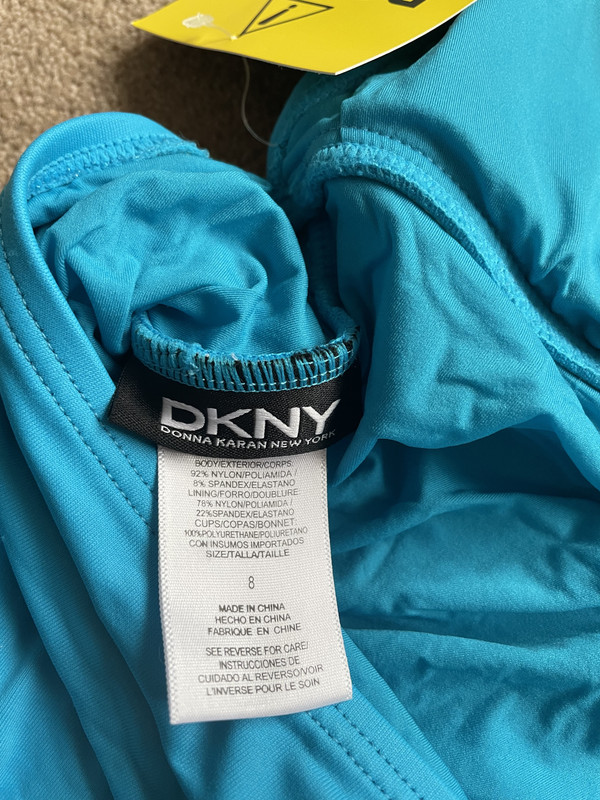 DKNY
DONNA KARAN NEW YORK
BODY/EXTERIOR/CORPS:
92% NYLON/POLIAMIDA /
8% SPANDEX/ELASTANO
LINING/FORRO/DOUBLURE:
78% NYLON/POLIAMIDA /
22%SPANDEX/ELASTANO
CUPS/COPAS/BONNET:
100%POLYURETHANE/POLIURETANO
CON INSUMOS IMPORTADOS
SIZE/TALLA/TAILLE
8
MADE IN CHINA
HECHO EN CHINA
FABRIQUE EN CHINE
SEE REVERSE FOR CARE/
INSTRUCCIONES DE
CUIDADO AL REVERSO/VOIR
L'INVERSE POUR LE SOIN